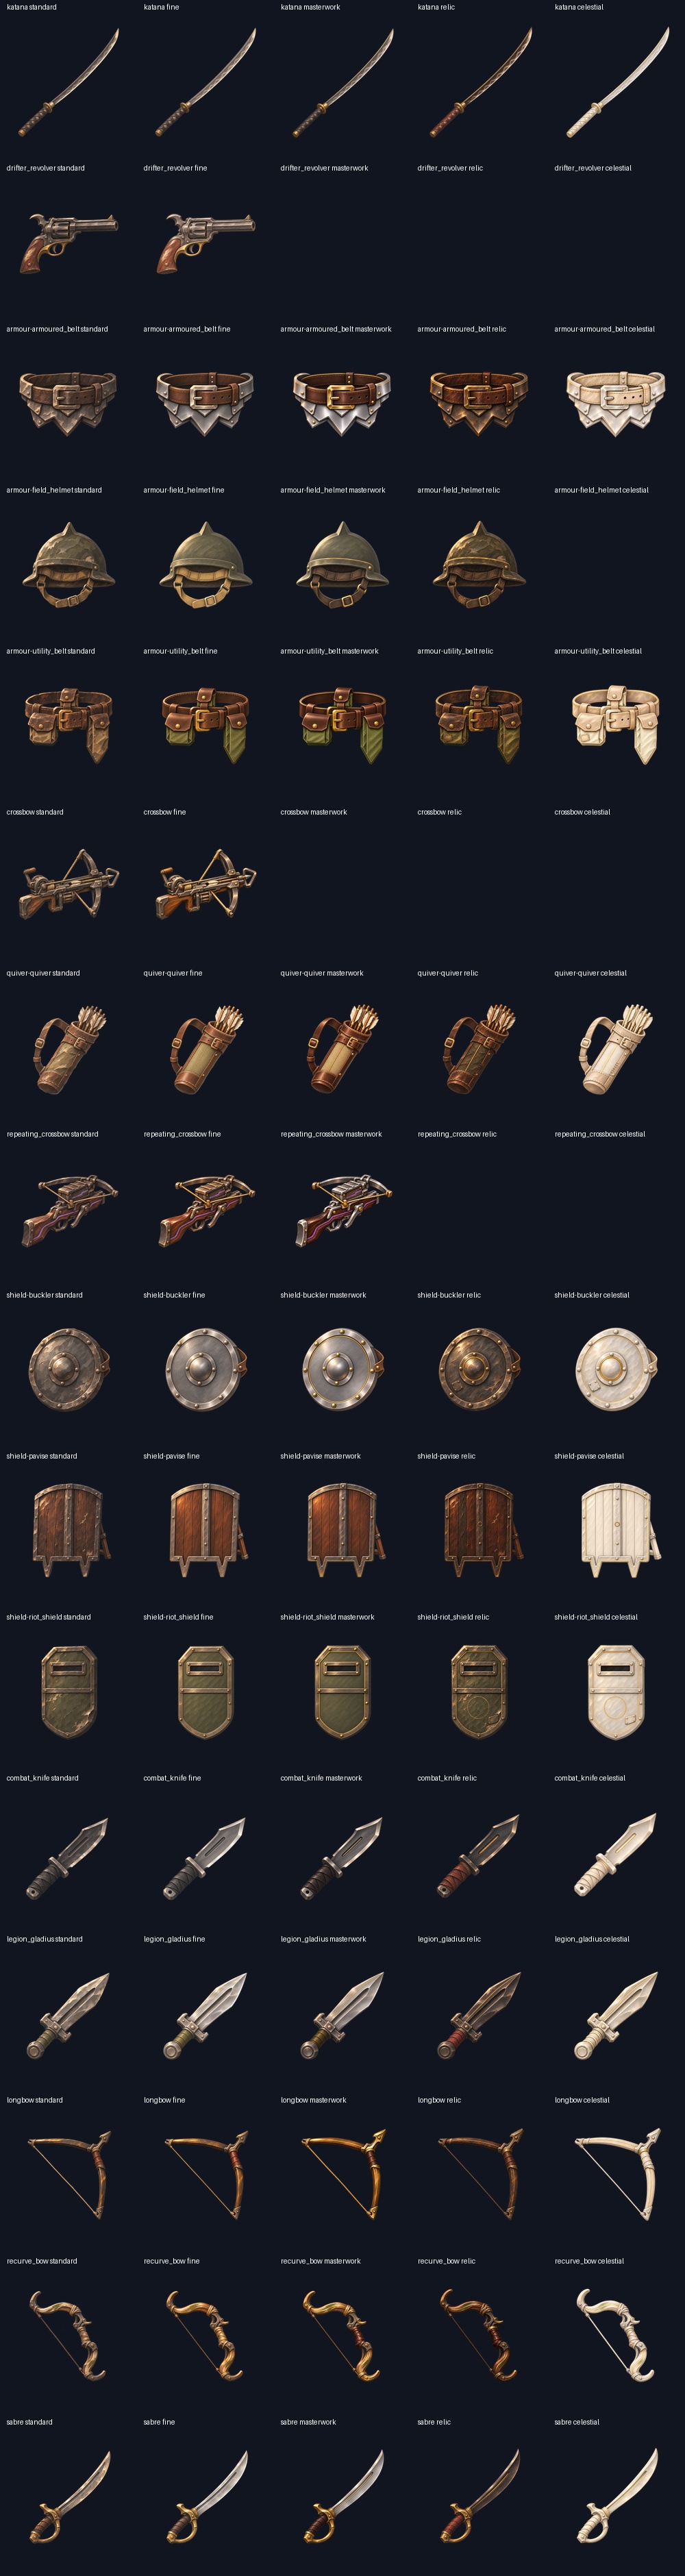 katana standard katana fine katana masterwork katana relic katana celestial
drifter_revolver standard drifter_revolver fine drifter_revolver masterwork drifter_revolver relic drifter_revolver celestial
armour-armoured_belt standard armour-armoured_belt fine armour-armoured_belt masterwork armour-armoured_belt relic armour-armoured_belt celestial
armour-field_helmet standard armour-field_helmet fine armour-field_helmet masterwork armour-field_helmet relic armour-field_helmet celestial
armour-utility_belt standard armour-utility_belt fine armour-utility_belt masterwork armour-utility_belt relic armour-utility_belt celestial
crossbow standard crossbow fine crossbow masterwork crossbow relic crossbow celestial
quiver-quiver standard quiver-quiver fine quiver-quiver masterwork quiver-quiver relic quiver-quiver celestial
repeating_crossbow standard repeating_crossbow fine repeating_crossbow masterwork repeating_crossbow relic repeating_crossbow celestial
shield-buckler standard shield-buckler fine shield-buckler masterwork shield-buckler relic shield-buckler celestial
shield-pavise standard shield-pavise fine shield-pavise masterwork shield-pavise relic shield-pavise celestial
shield-riot_shield standard shield-riot_shield fine shield-riot_shield masterwork shield-riot_shield relic shield-riot_shield celestial
combat_knife standard combat_knife fine combat_knife masterwork combat_knife relic combat_knife celestial
legion_gladius standard legion_gladius fine legion_gladius masterwork legion_gladius relic legion_gladius celestial
longbow standard longbow fine longbow masterwork longbow relic longbow celestial
recurve_bow standard recurve_bow fine recurve_bow masterwork recurve_bow relic recurve_bow celestial
sabre standard sabre fine sabre masterwork sabre relic sabre celestial